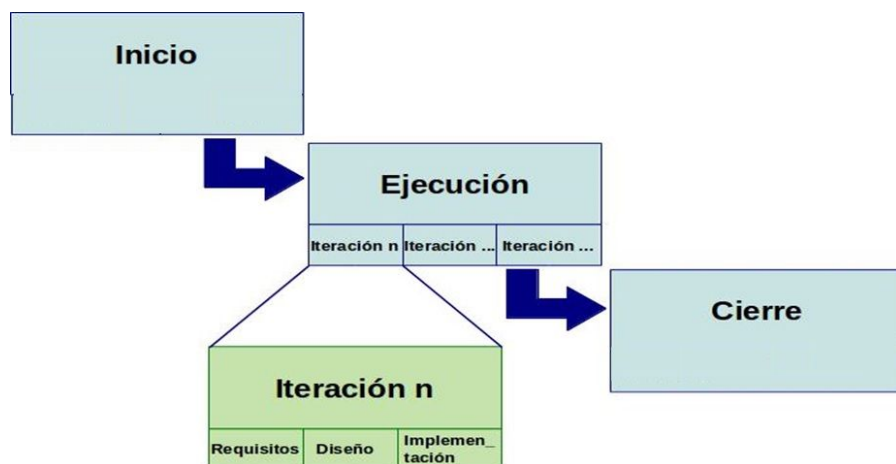 Inicio
Ejecución
Iteración n Iteración ... Iteración ...
Cierre
Iteración n
Requisitos Diseño Implemen_
tación